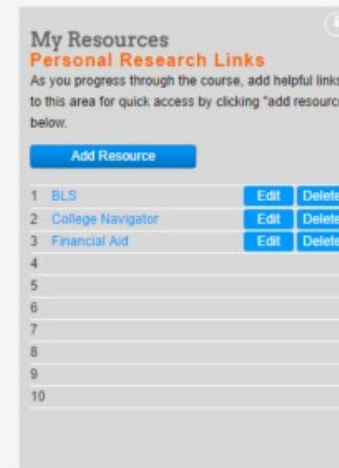 My Resources
Personal Research Links
As you progress through the course, add helpful links
to this area for quick access by clicking "add resource
below.
Add Resource
1 BLS Edit Delete
2 College Navigator Edit Delete
3 Financial Aid Edit Delete
4
5
6
7
8
9
10